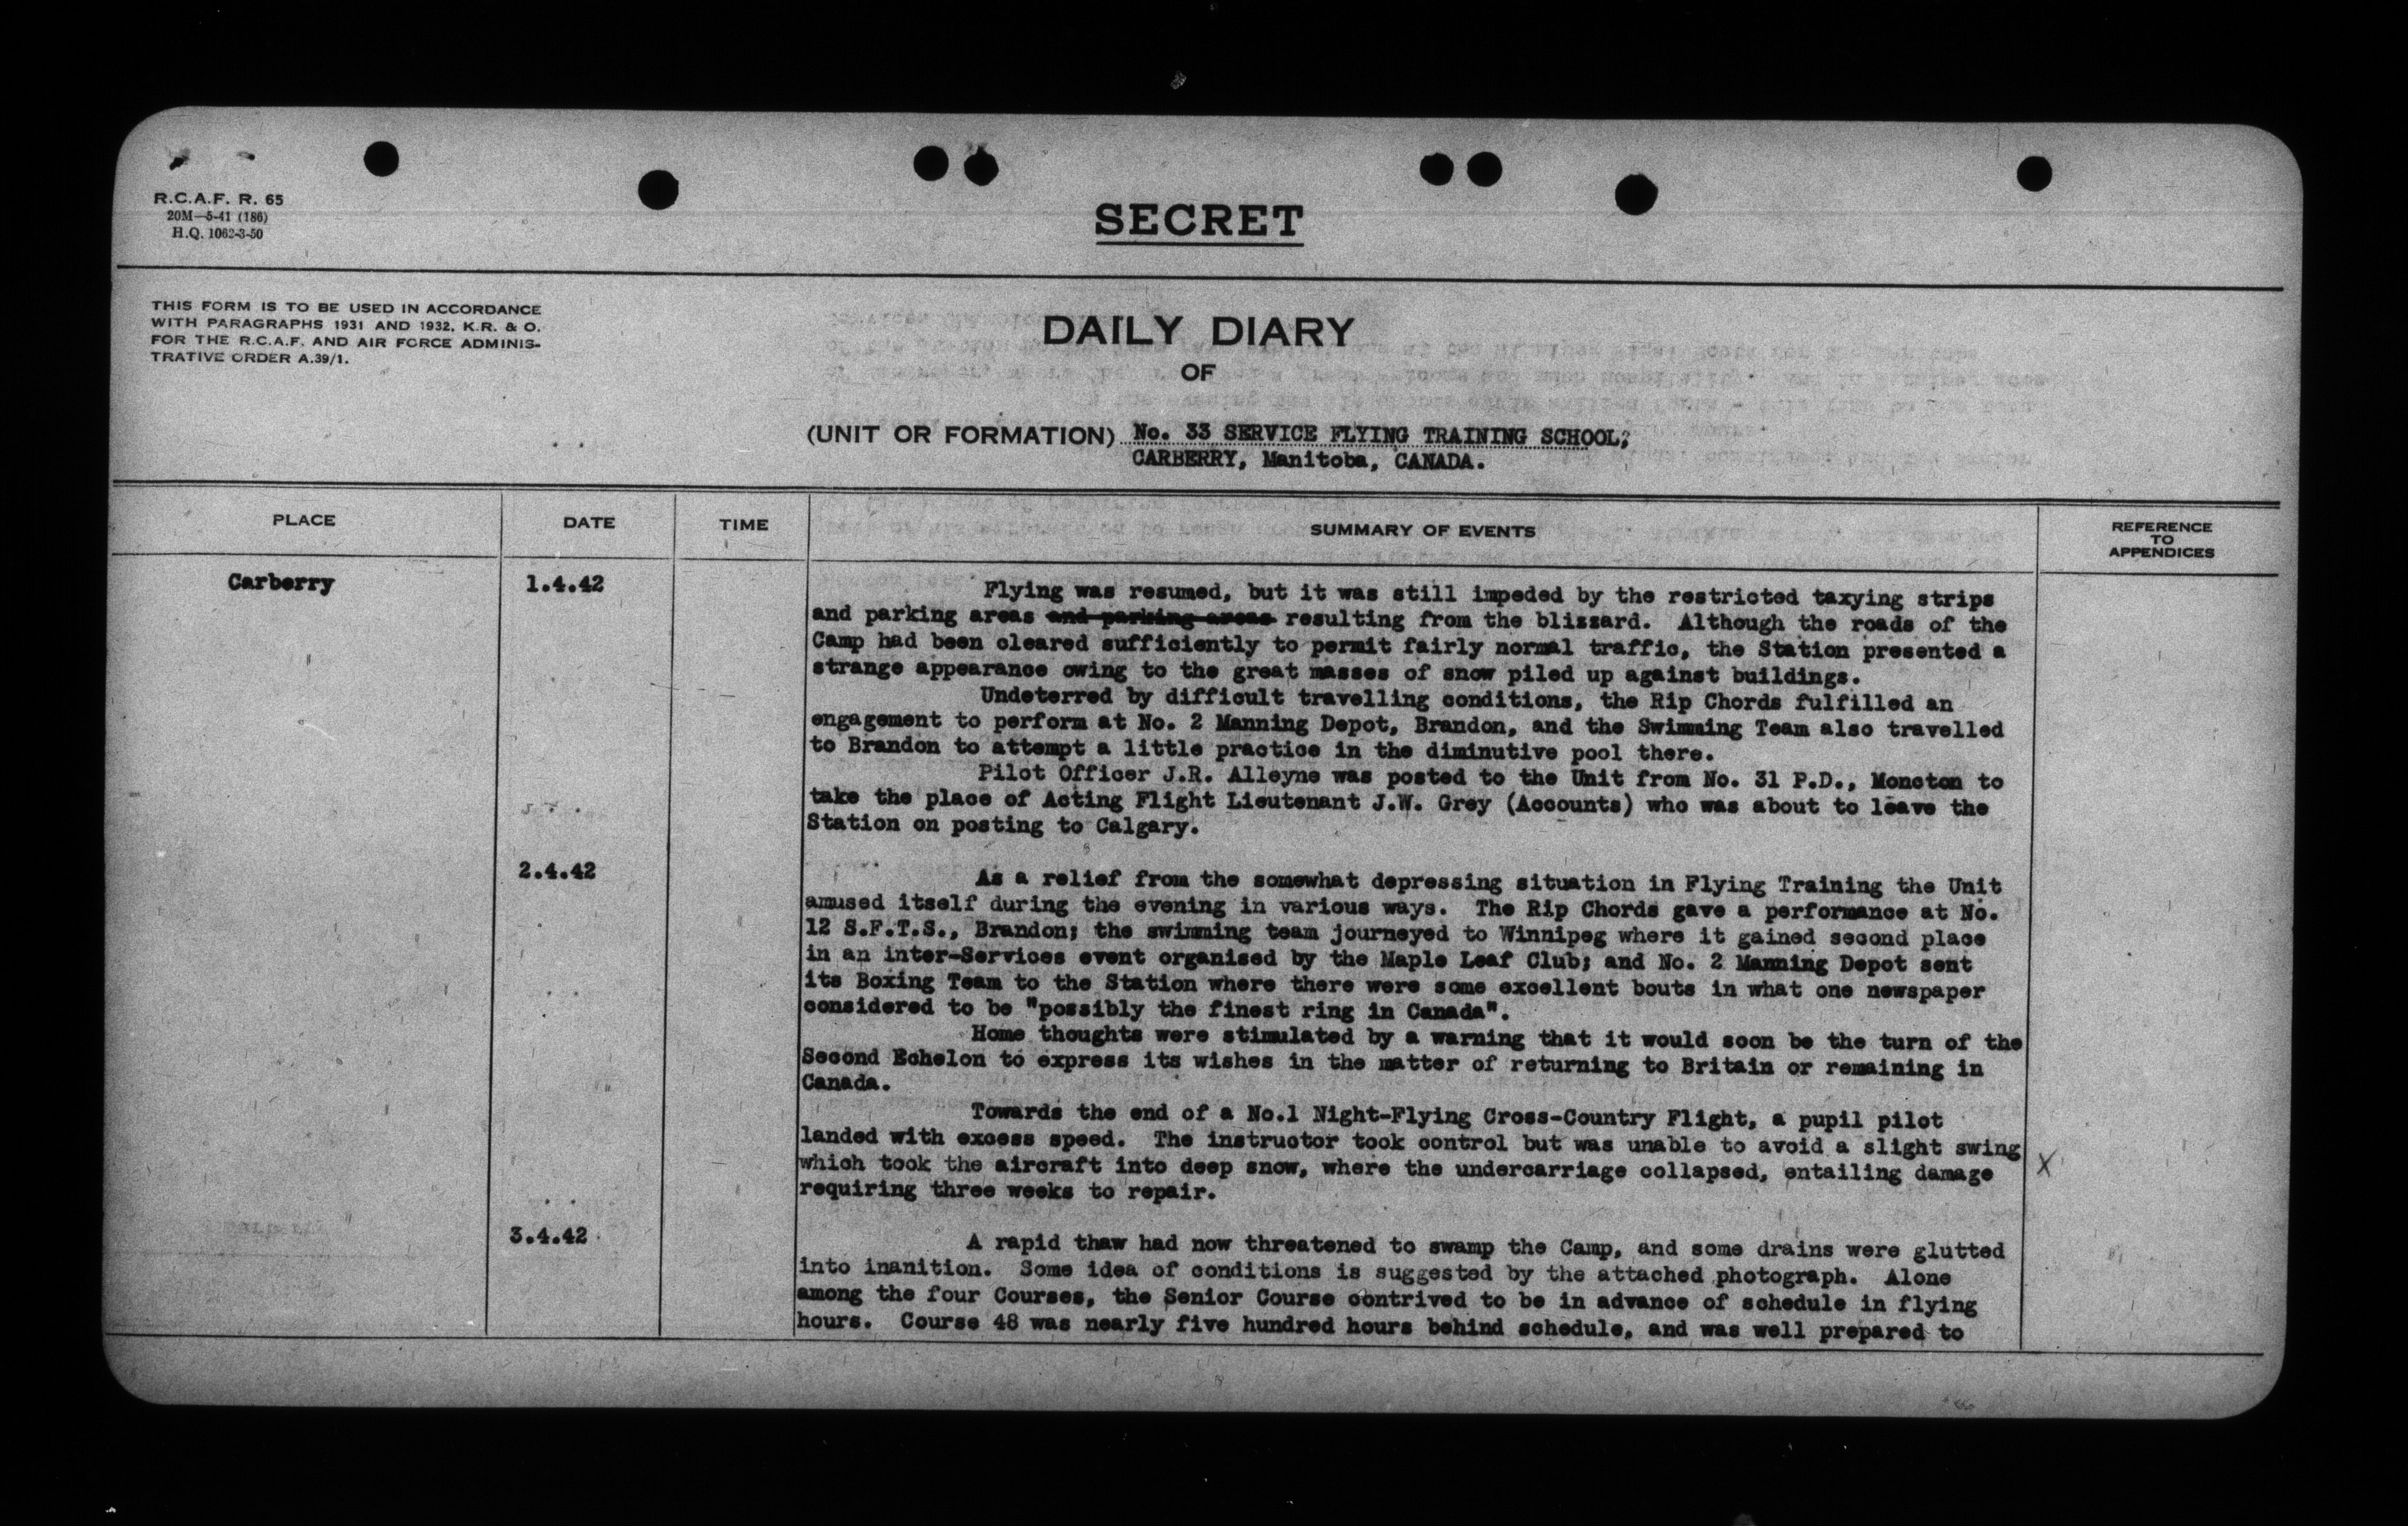 R.C.A.F. R. 65
20M—5-41 (186)
H.Q. 1062-3-50
SECRET
THIS FORM IS TO BE USED IN ACCORDANCE
WITH PARAGRAPHS 1931 AND 1932, K.R. & O.
FOR THE R.C.A.F. AND AIR FORCE ADMINIS-
TRATIVE ORDER A.39/1.
DAILY DIARY
OF
(UNIT OR FORMATION) No. 33 SERVICE FLYING TRAINING SCHOOL,
CARBERRY, Manitoba, CANADA.
PLACE DATE TIME SUMMARY OF EVENTS REFERENCE TO APPENDICES
Carberry 1.4.42 Flying was resumed, but it was still impeded by the restricted taxying strips
and parking areas and parking areas resulting from the blizzard. Although the roads of the
Camp had been cleared sufficiently to permit fairly normal traffic, the Station presented a
strange appearance owing to the great masses of snow piled up against buildings.
Undeterred by difficult travelling conditions, the Rip Chords fulfilled an
engagement to perform at No. 2 Manning Depot, Brandon, and the Swimming Team also travelled
to Brandon to attempt a little practice in the diminutive pool there.
Pilot Officer J.R. Alleyne was posted to the Unit from No. 31 P.D., Moncton to
take the place of Acting Flight Lieutenant J.W. Grey (Accounts) who was about to leave the
Station on posting to Calgary.
2.4.42 As a relief from the somewhat depressing situation in Flying Training the Unit
amused itself during the evening in various ways. The Rip Chords gave a performance at No.
12 S.F.T.S., Brandon; the swimming team journeyed to Winnipeg where it gained second place
in an inter-Services event organised by the Maple Leaf Club; and No. 2 Manning Depot sent
its Boxing Team to the Station where there were some excellent bouts in what one newspaper
considered to be "possibly the finest ring in Canada".
Home thoughts were stimulated by a warning that it would soon be the turn of the
Second Echelon to express its wishes in the matter of returning to Britain or remaining in
Canada.
Towards the end of a No.1 Night-Flying Cross-Country Flight, a pupil pilot
landed with excess speed. The instructor took control but was unable to avoid a slight swing
which took the aircraft into deep snow, where the undercarriage collapsed, entailing damage X
requiring three weeks to repair.
3.4.42 A rapid thaw had now threatened to swamp the Camp, and some drains were glutted
into inanition. Some idea of conditions is suggested by the attached photograph. Alone
among the four Courses, the Senior Course contrived to be in advance of schedule in flying
hours. Course 48 was nearly five hundred hours behind schedule, and was well prepared to